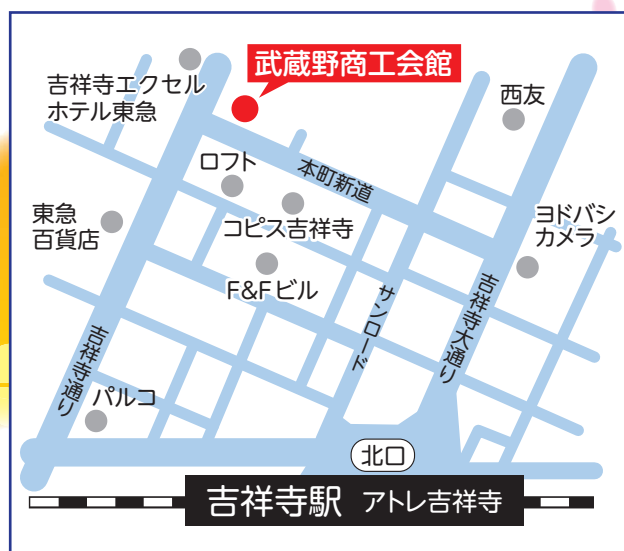 武蔵野商工会館
吉祥寺エクセル
ホテル東急
西友
ロフト
本町新道
東急
百貨店
コピス吉祥寺
ヨドバシ
カメラ
F&Fビル
サンロード
吉祥寺大通り
吉祥寺通り
パルコ
北口
吉祥寺駅 アトレ吉祥寺